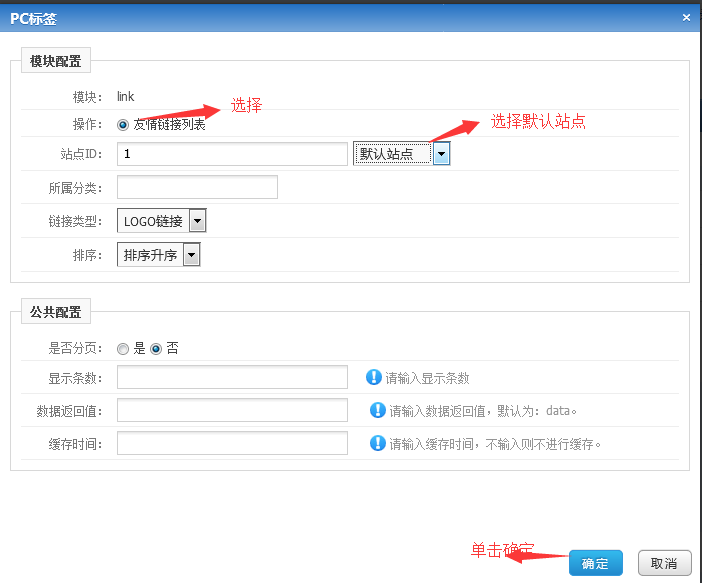 PC标签 ×
模块配置
模块： link
操作： 友情链接列表 选择
选择默认站点
站点ID： 1 默认站点
所属分类：
链接类型： LOGO链接
排序： 排序升序
公共配置
是否分页： 是 否
显示条数： 请输入显示条数
数据返回值： 请输入数据返回值，默认为：data。
缓存时间： 请输入缓存时间，不输入则不进行缓存。
单击确定
确定 取消